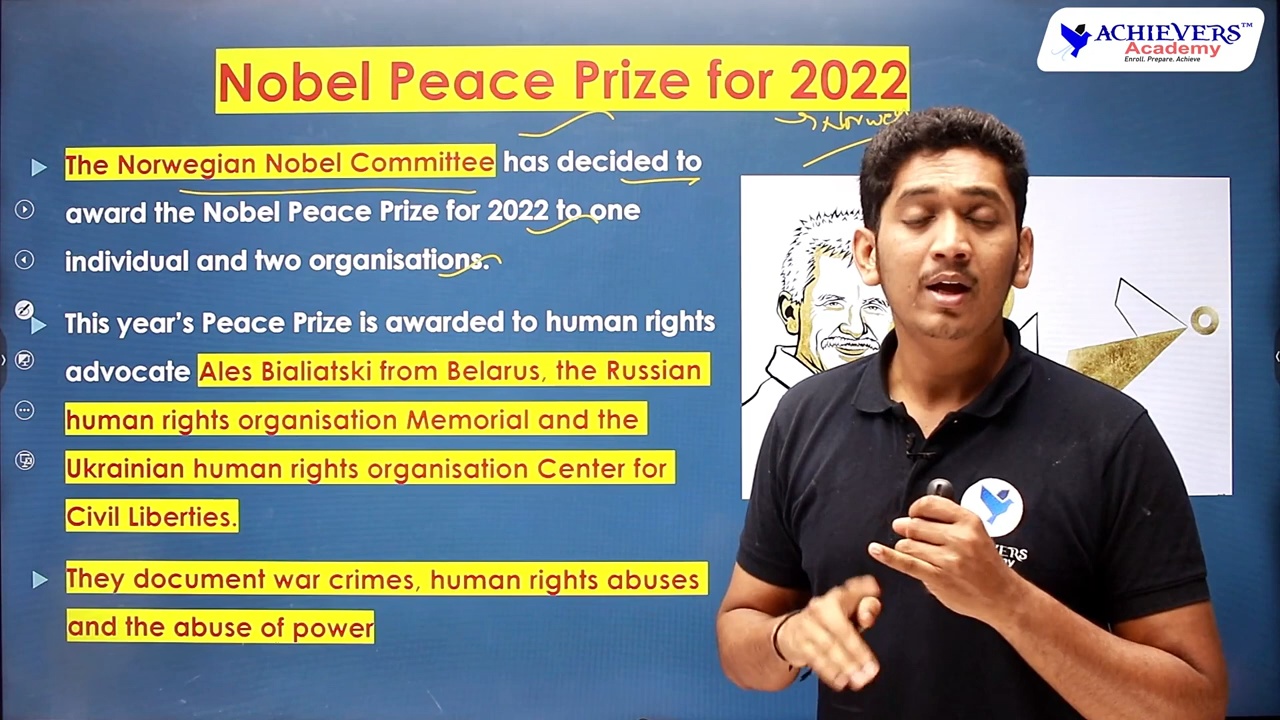 ACHIEVERS™
Academy
Enroll. Prepare. Achieve
Nobel Peace Prize for 2022
The Norwegian Nobel Committee has decided to
award the Nobel Peace Prize for 2022 to one
individual and two organisations.
This year's Peace Prize is awarded to human rights
advocate Ales Bialiatski from Belarus, the Russian
human rights organisation Memorial and the
Ukrainian human rights organisation Center for
Civil Liberties.
They document war crimes, human rights abuses
and the abuse of power